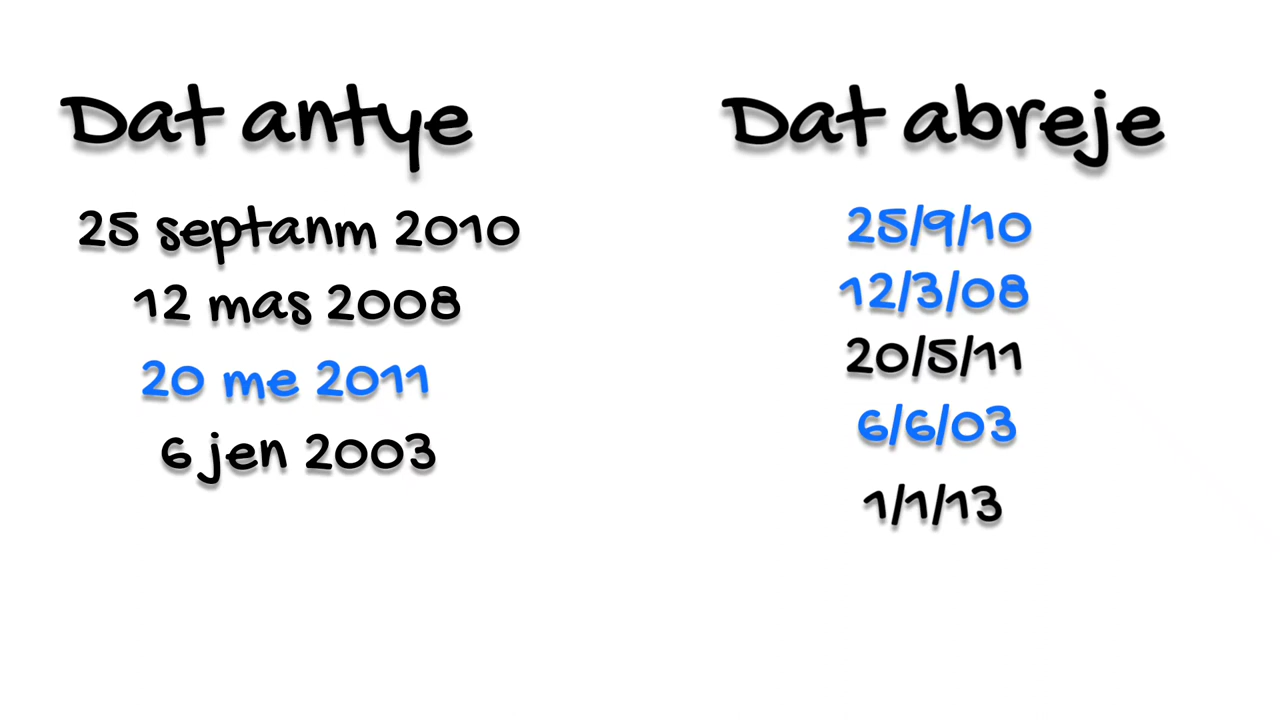 Dat antye
25 septanm 2010
12 mas 2008
20 me 2011
6 jen 2003
Dat abreje
25/9/10
12/3/08
20/5/11
6/6/03
1/1/13